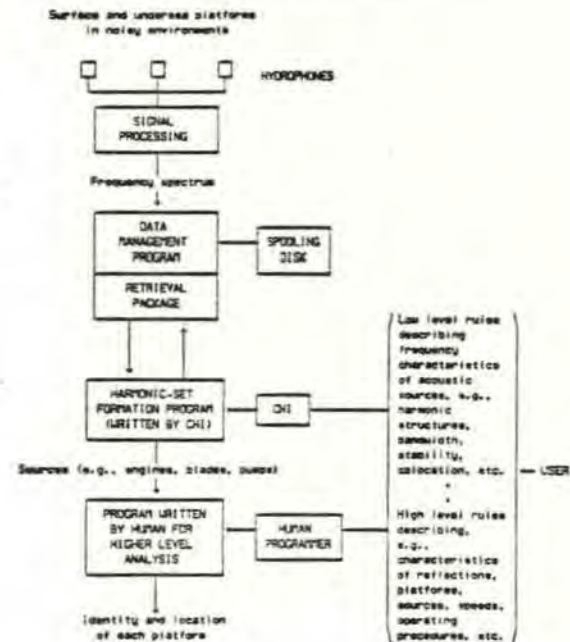 Surface and undersea platforms
in noisy environments
HYDROPHONES
SIGNAL
PROCESSING
Frequency spectrum
DATA
MANAGEMENT
PROGRAM
SPOOLING
DISK
RETRIEVAL
PACKAGE
HARMONIC-SET
FORMATION PROGRAM
(WRITTEN BY CHI)
CHI
Low level rules
describing
frequency
characteristics
of acoustic
sources, e.g.,
harmonic
structures,
bandwidth,
stability,
colocation, etc.
USER
Sources (e.g., engines, blades, pumps)
PROGRAM WRITTEN
BY HUMAN FOR
HIGHER LEVEL
ANALYSIS
HUMAN
PROGRAMMER
High level rules
describing,
e.g.,
characteristics
of reflections,
platforms,
sources, speeds,
operating
procedures, etc.
Identity and location
of each platform